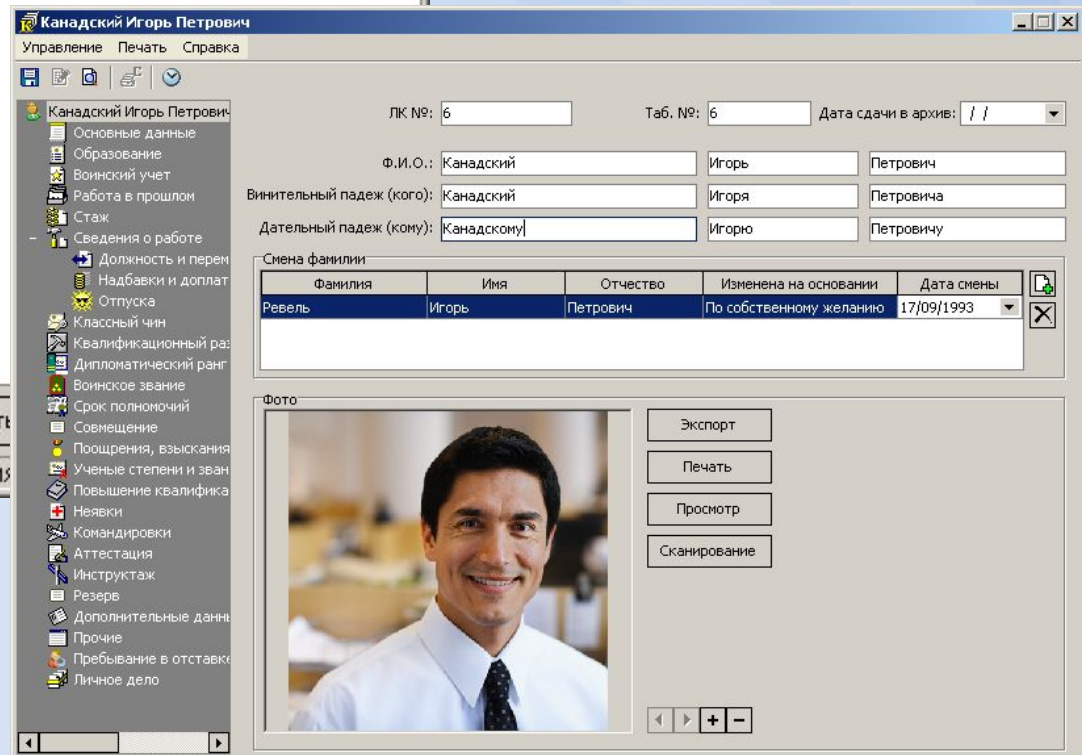 Канадский Игорь Петрович
Управление Печать Справка
Канадский Игорь Петрович
Основные данные
Образование
Воинский учет
Работа в прошлом
Стаж
Сведения о работе
Должность и перем
Надбавки и доплат
Отпуска
Классный чин
Квалификационный раз
Дипломатический ранг
Воинское звание
Срок полномочий
Совмещение
Поощрения, взыскания
Ученые степени и зван
Повышение квалифика
Неявки
Командировки
Аттестация
Инструктаж
Резерв
Дополнительные данны
Прочие
Пребывание в отставке
Личное дело
ЛК №: 6 Таб. №: 6 Дата сдачи в архив: / /
Ф.И.О.: Канадский Игорь Петрович
Винительный падеж (кого): Канадский Игоря Петровича
Дательный падеж (кому): Канадскому Игорю Петровичу
Смена фамилии
Фамилия Имя Отчество Изменена на основании Дата смены
Ревель Игорь Петрович По собственному желанию 17/09/1993
Фото
Экспорт
Печать
Просмотр
Сканирование